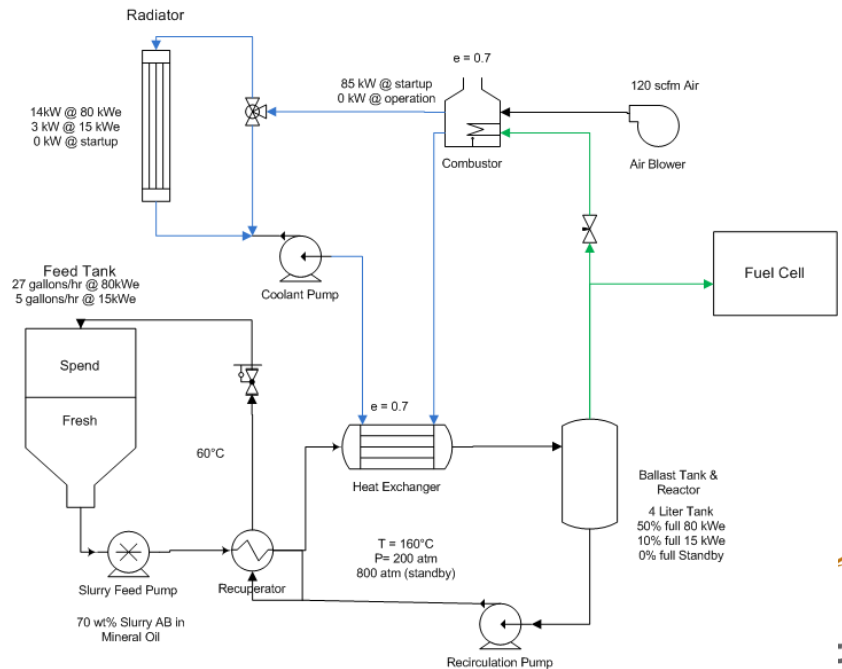 Radiator
e = 0.7
85 kW @ startup
0 kW @ operation
120 scfm Air
14kW @ 80 kWe
3 kW @ 15 kWe
0 kW @ startup
Combustor
Air Blower
Feed Tank
27 gallons/hr @ 80kWe
5 gallons/hr @ 15kWe
Coolant Pump
Fuel Cell
Spend
Fresh
e = 0.7
60°C
Heat Exchanger
Ballast Tank &
Reactor
4 Liter Tank
50% full 80 kWe
10% full 15 kWe
0% full Standby
T = 160°C
P= 200 atm
800 atm (standby)
Slurry Feed Pump
Recuperator
70 wt% Slurry AB in
Mineral Oil
Recirculation Pump